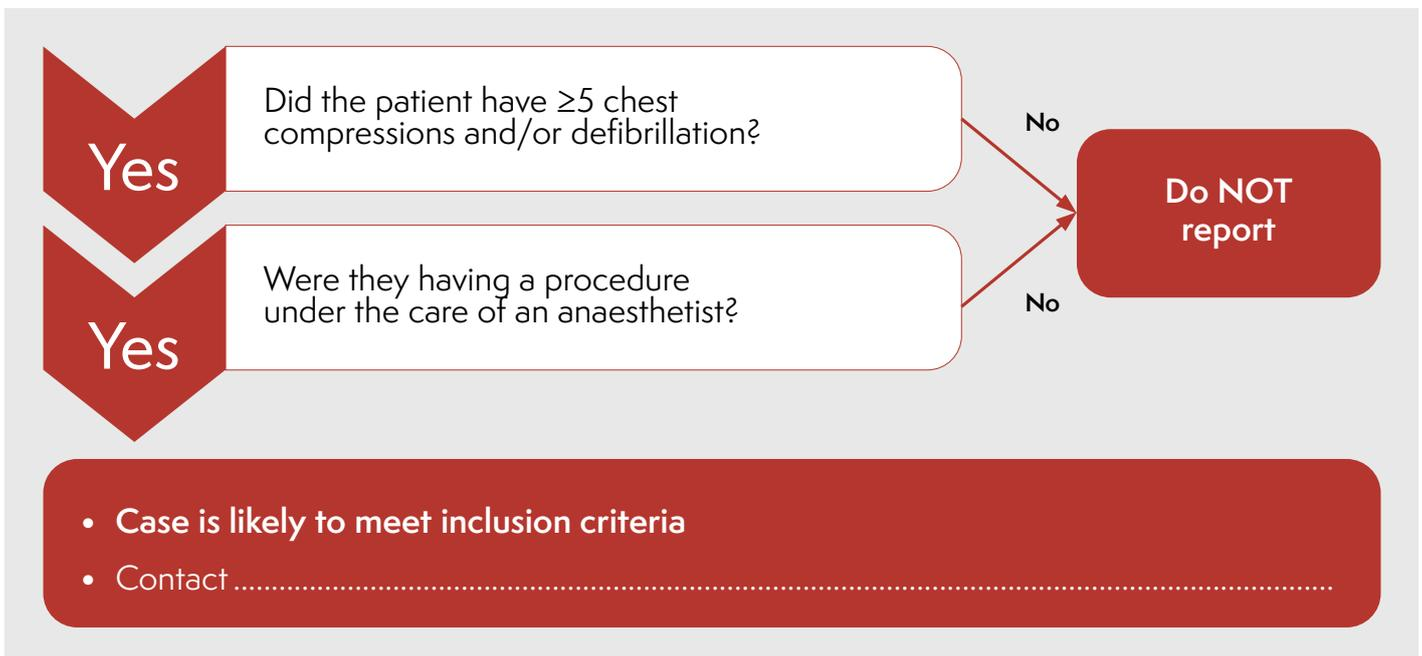 Did the patient have ≥5 chest
compressions and/or defibrillation?
Yes
No
Do NOT
report
Were they having a procedure
under the care of an anaesthetist?
Yes
No
• Case is likely to meet inclusion criteria
• Contact ....................................................................................................